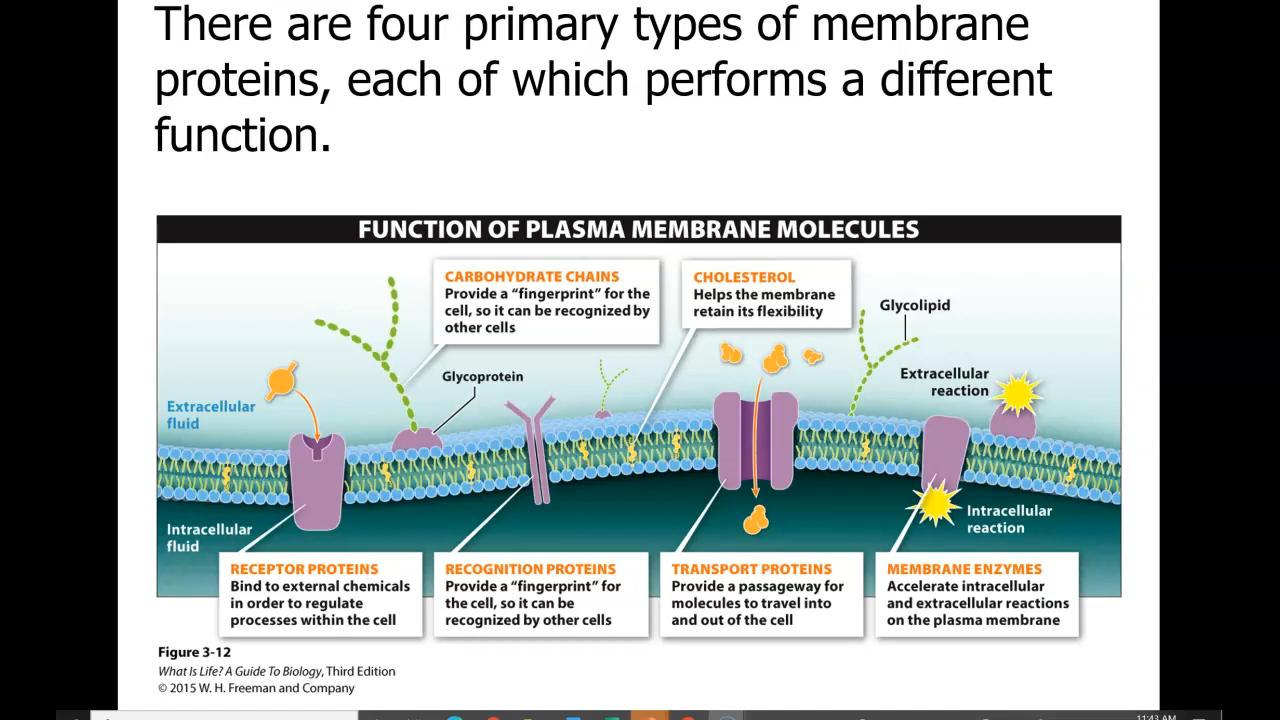 There are four primary types of membrane
proteins, each of which performs a different
function.
FUNCTION OF PLASMA MEMBRANE MOLECULES
CARBOHYDRATE CHAINS
Provide a “fingerprint” for the
cell, so it can be recognized by
other cells
CHOLESTEROL
Helps the membrane
retain its flexibility
Glycolipid
Glycoprotein
Extracellular
reaction
Extracellular
fluid
Intracellular
fluid
Intracellular
reaction
RECEPTOR PROTEINS
Bind to external chemicals
in order to regulate
processes within the cell
RECOGNITION PROTEINS
Provide a “fingerprint” for
the cell, so it can be
recognized by other cells
TRANSPORT PROTEINS
Provide a passageway for
molecules to travel into
and out of the cell
MEMBRANE ENZYMES
Accelerate intracellular
and extracellular reactions
on the plasma membrane
Figure 3-12
What Is Life? A Guide To Biology, Third Edition
© 2015 W. H. Freeman and Company
11:43 AM